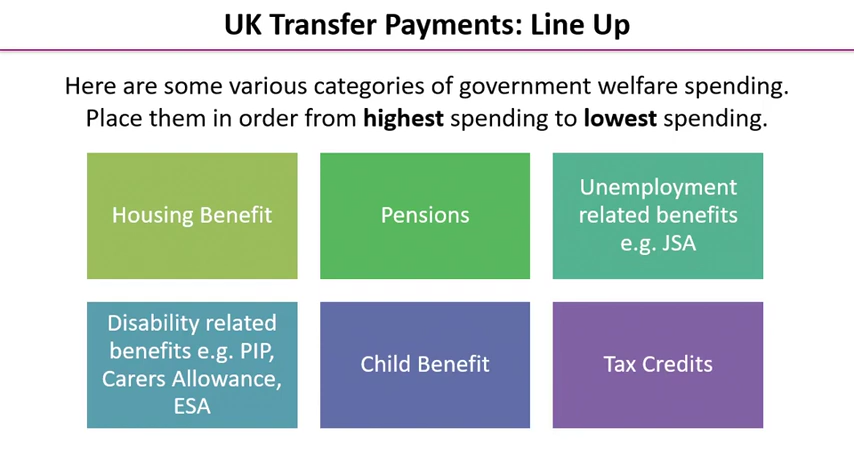 UK Transfer Payments: Line Up
Here are some various categories of government welfare spending.
Place them in order from highest spending to lowest spending.
Housing Benefit
Pensions
Unemployment
related benefits
e.g. JSA
Disability related
benefits e.g. PIP,
Carers Allowance,
ESA
Child Benefit
Tax Credits